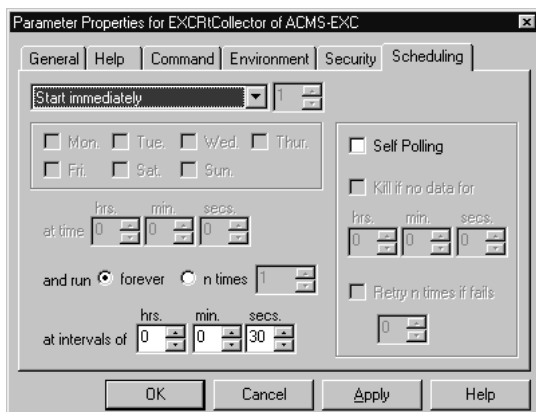 Parameter Properties for EXCRtCollector of ACMS-EXC
General Help Command Environment Security Scheduling
Start immediately 1
Mon. Tue. Wed. Thur.
Fri. Sat. Sun.
hrs. min. secs.
at time 0 0 0
and run forever n times 1
hrs. min. secs.
at intervals of 0 0 30
Self Polling
Kill if no data for
hrs. min. secs.
0 0 0
Retry n times if fails
0
OK Cancel Apply Help